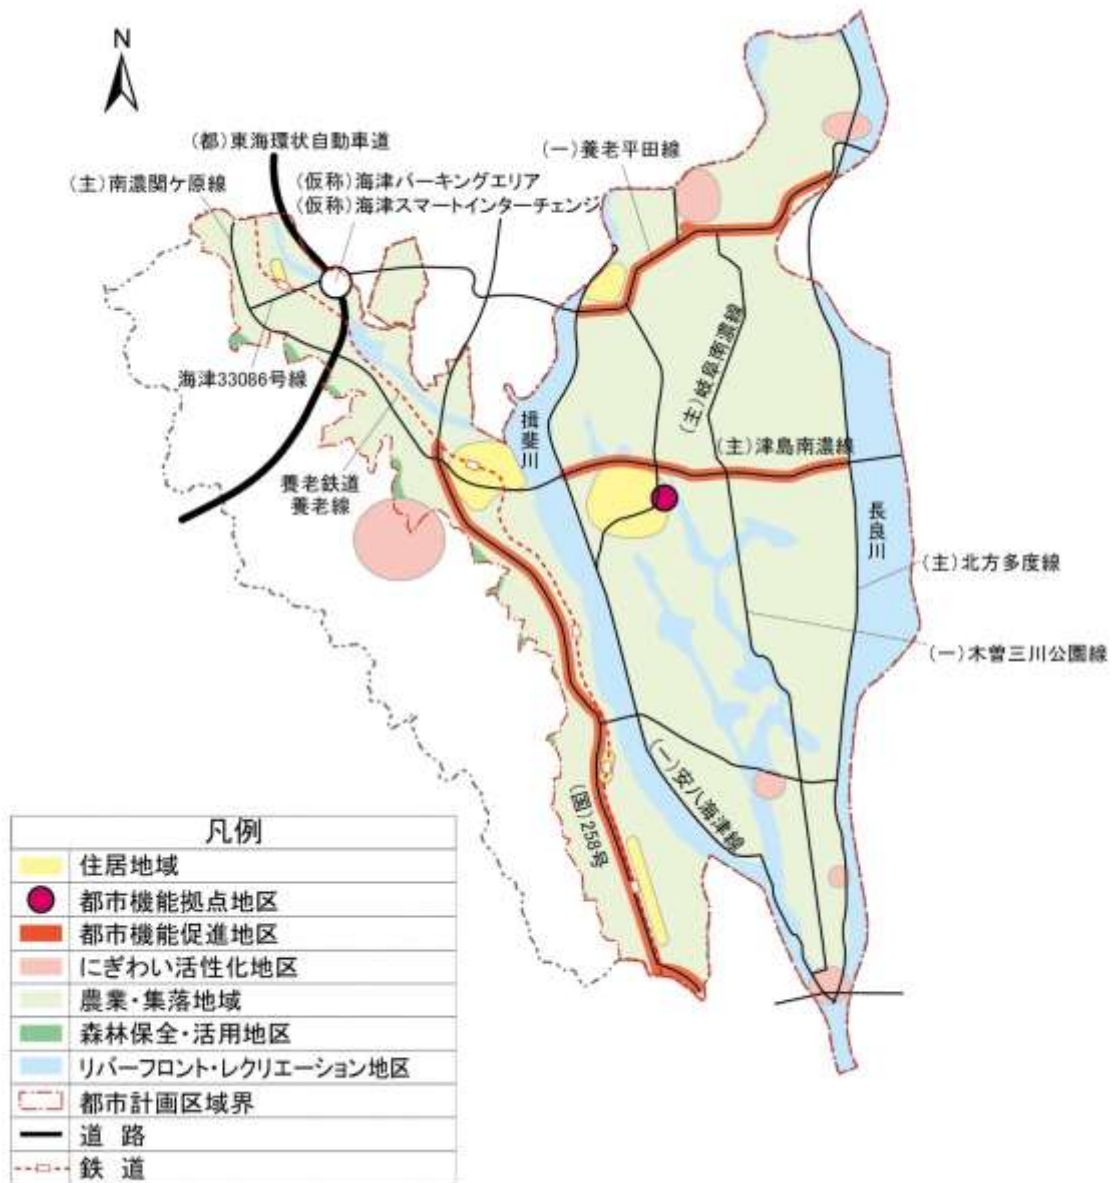 N
(都)東海環状自動車道
(一)養老平田線
(主)南濃関ケ原線
(仮称)海津パーキングエリア
(仮称)海津スマートインターチェンジ
海津33086号線
(主)岐阜南濃線
揖斐川
(主)津島南濃線
養老鉄道
養老線
長良川
(主)北方多度線
(一)木曽三川公園線
(一)安八海津線
(国)258号
凡例
住居地域
都市機能拠点地区
都市機能促進地区
にぎわい活性化地区
農業・集落地域
森林保全・活用地区
リバーフロント・レクリエーション地区
都市計画区域界
道 路
鉄 道